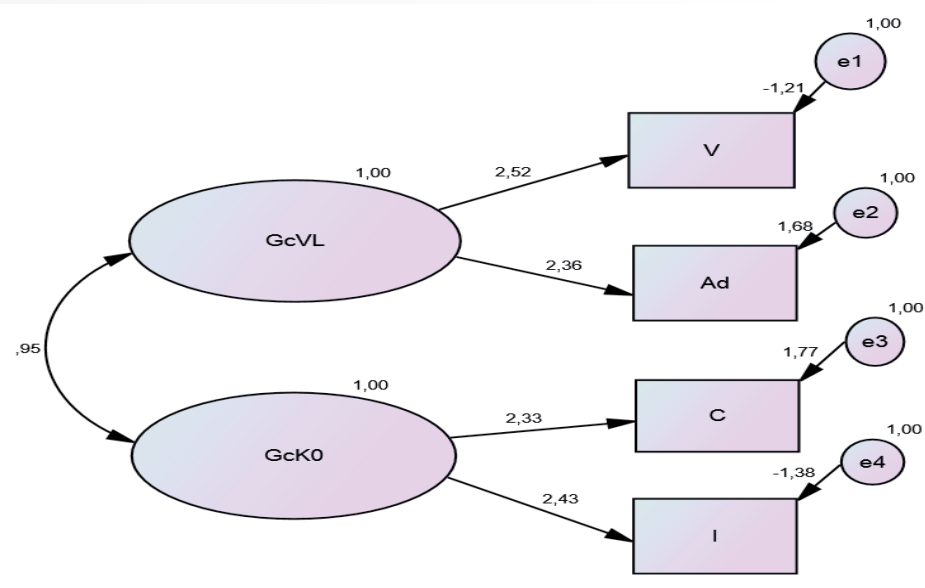 1,00
e1
-1,21
V
1,00
2,52
GcVL
1,00
e2
1,68
Ad
2,36
,95
1,00
e3
1,77
C
1,00
2,33
GcK0
1,00
e4
-1,38
I
2,43